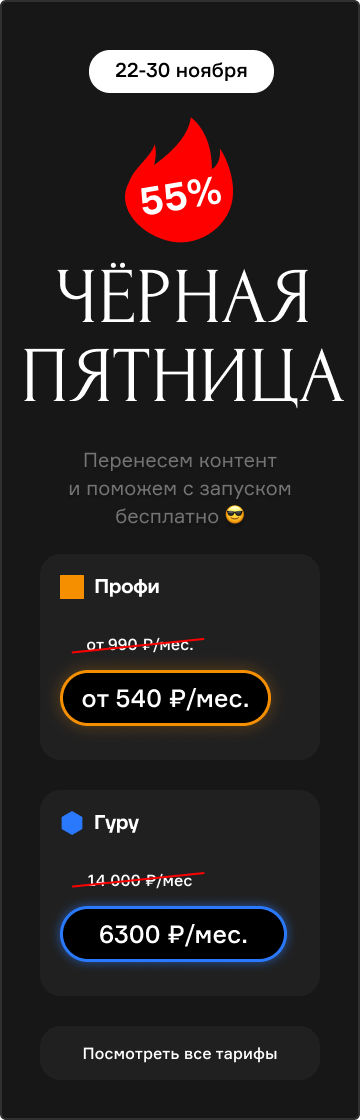 22-30 ноября
55%
ЧЁРНАЯ
ПЯТНИЦА
Перенесем контент
и поможем с запуском
бесплатно 😎
Профи
от 990 ₽/мес.
от 540 ₽/мес.
Гуру
14 000 ₽/мес
6300 ₽/мес.
Посмотреть все тарифы